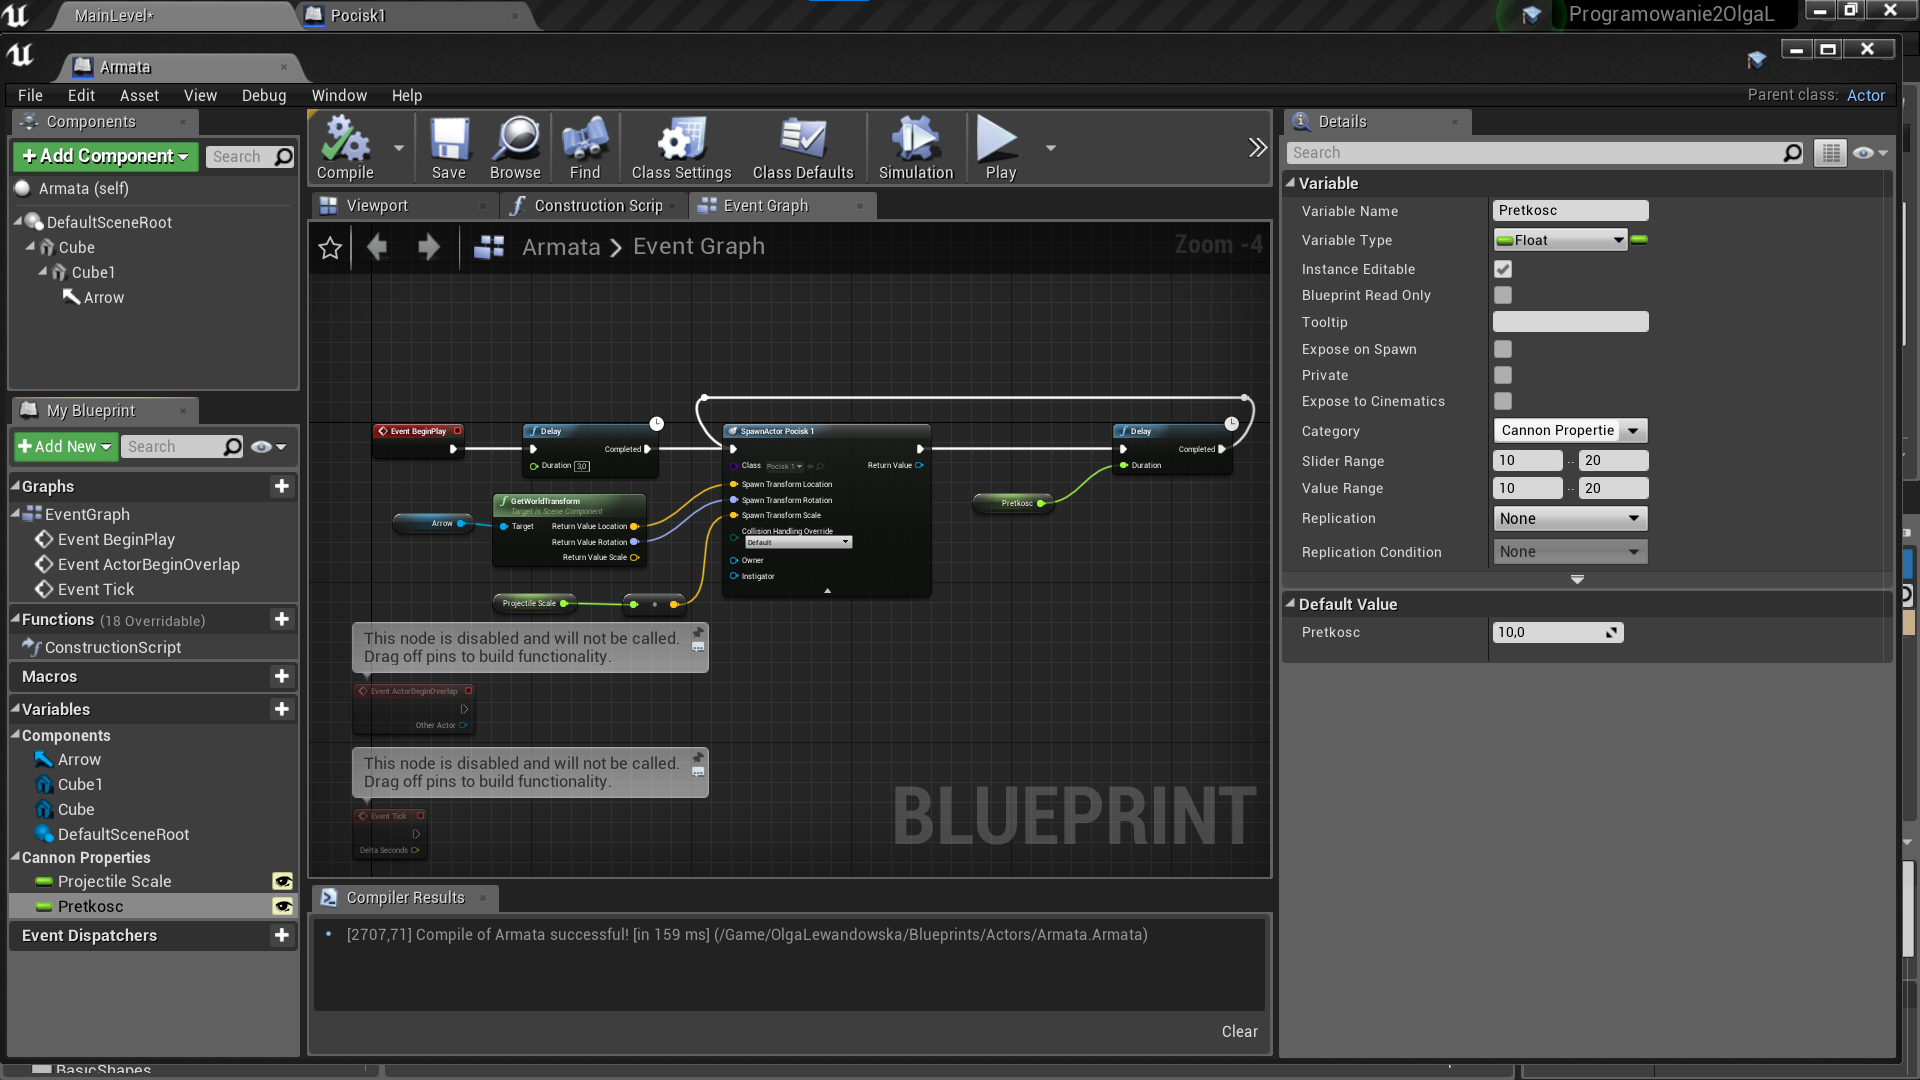 MainLevel*
Pocisk1
Programowanie2OlgaL
Armata
File Edit Asset View Debug Window Help
Parent class: Actor
Components
+ Add Component
Search
Armata (self)
DefaultSceneRoot
Cube
Cube1
Arrow
My Blueprint
+ Add New
Search
Graphs
EventGraph
Event BeginPlay
Event ActorBeginOverlap
Event Tick
Functions (18 Overridable)
ConstructionScript
Macros
Variables
Components
Arrow
Cube1
Cube
DefaultSceneRoot
Cannon Properties
Projectile Scale
Pretkosc
Event Dispatchers
Compile
Save
Browse
Find
Class Settings
Class Defaults
Simulation
Play
Viewport
Construction Scrip
Event Graph
Armata > Event Graph
Zoom -4
Event BeginPlay
Delay
Completed
Duration 3,0
SpawnActor Pocisk 1
Class Pocisk 1
Return Value
Spawn Transform Location
Spawn Transform Rotation
Spawn Transform Scale
Collision Handling Override
Default
Owner
Instigator
Delay
Completed
Duration
Pretkosc
Arrow
GetWorldTransform
Target is Scene Component
Target
Return Value Location
Return Value Rotation
Return Value Scale
Projectile Scale
This node is disabled and will not be called.
Drag off pins to build functionality.
Event ActorBeginOverlap
Other Actor
This node is disabled and will not be called.
Drag off pins to build functionality.
Event Tick
Delta Seconds
BLUEPRINT
Compiler Results
[2707,71] Compile of Armata successful! [in 159 ms] (/Game/OlgaLewandowska/Blueprints/Actors/Armata.Armata)
Clear
Details
Search
Variable
Variable Name Pretkosc
Variable Type Float
Instance Editable
Blueprint Read Only
Tooltip
Expose on Spawn
Private
Expose to Cinematics
Category Cannon Propertie
Slider Range 10 .. 20
Value Range 10 .. 20
Replication None
Replication Condition None
Default Value
Pretkosc 10,0
BasicShapes